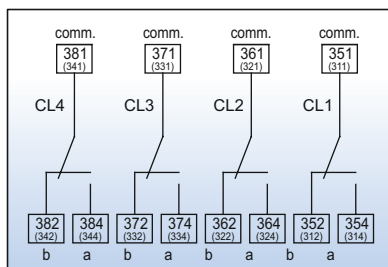 comm. comm. comm. comm.
381 371 361 351
(341) (331) (321) (311)
CL4 CL3 CL2 CL1
382 384 372 374 362 364 352 354
(342) (344) (332) (334) (322) (324) (312) (314)
b a b a b a b a